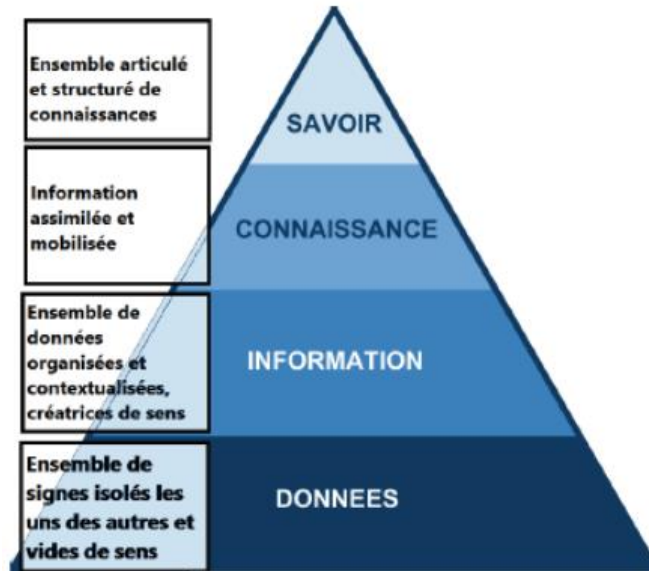 Ensemble articulé
et structuré de
connaissances
SAVOIR
Information
assimilée et
mobilisée
CONNAISSANCE
Ensemble de
données
organisées et
contextualisées,
créatrices de sens
INFORMATION
Ensemble de
signes isolés les
uns des autres et
vides de sens
DONNEES